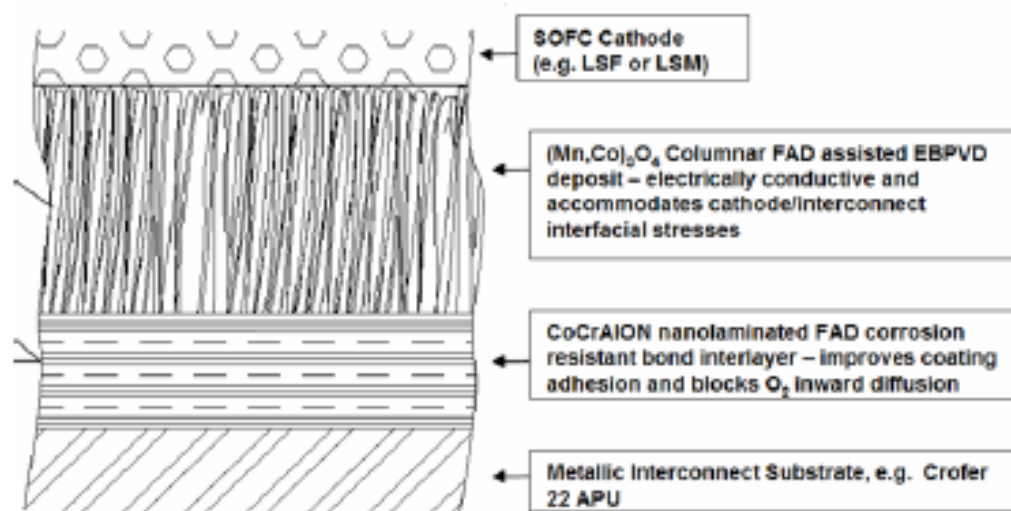 SOFC Cathode
(e.g. LSF or LSM)
(Mn,Co)₃O₄ Columnar FAD assisted EBPVD
deposit – electrically conductive and
accommodates cathode/interconnect
interfacial stresses
CoCrAlON nanolaminated FAD corrosion
resistant bond interlayer – improves coating
adhesion and blocks O₂ inward diffusion
Metallic Interconnect Substrate, e.g. Crofer
22 APU